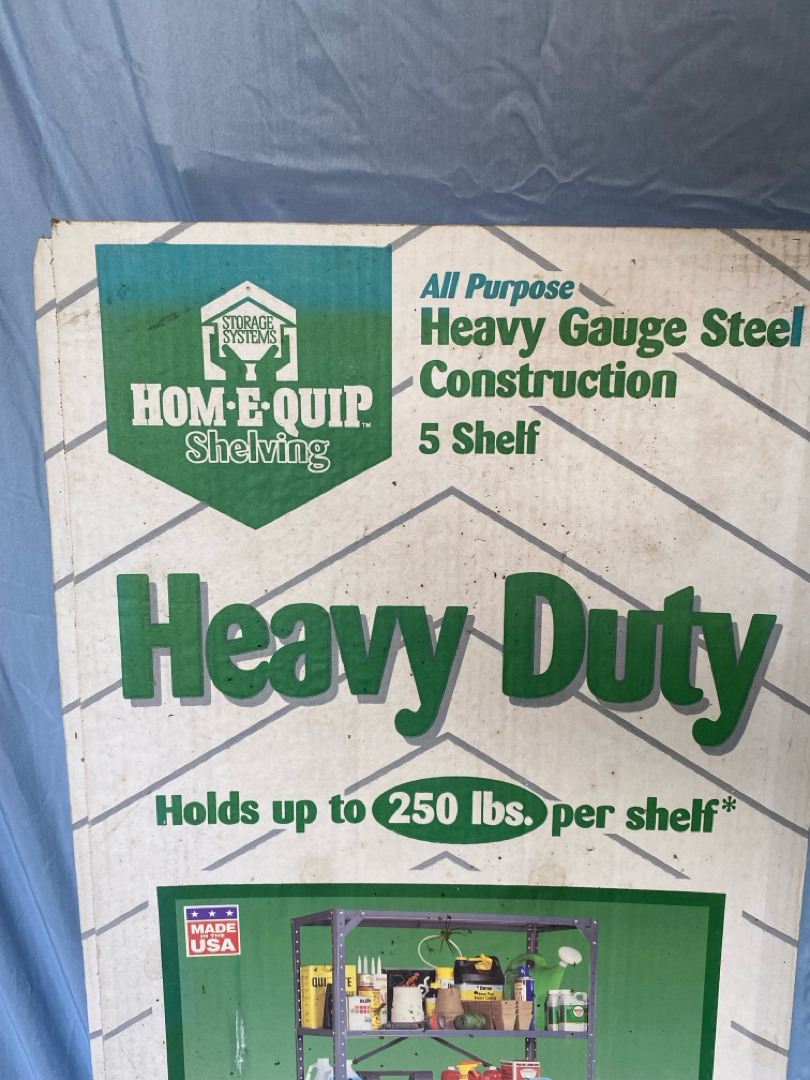 STORAGE
SYSTEMS
HOM·E·QUIP™
Shelving
All Purpose
Heavy Gauge Steel
Construction
5 Shelf
Heavy Duty
Holds up to 250 lbs. per shelf*
MADE
IN THE
USA